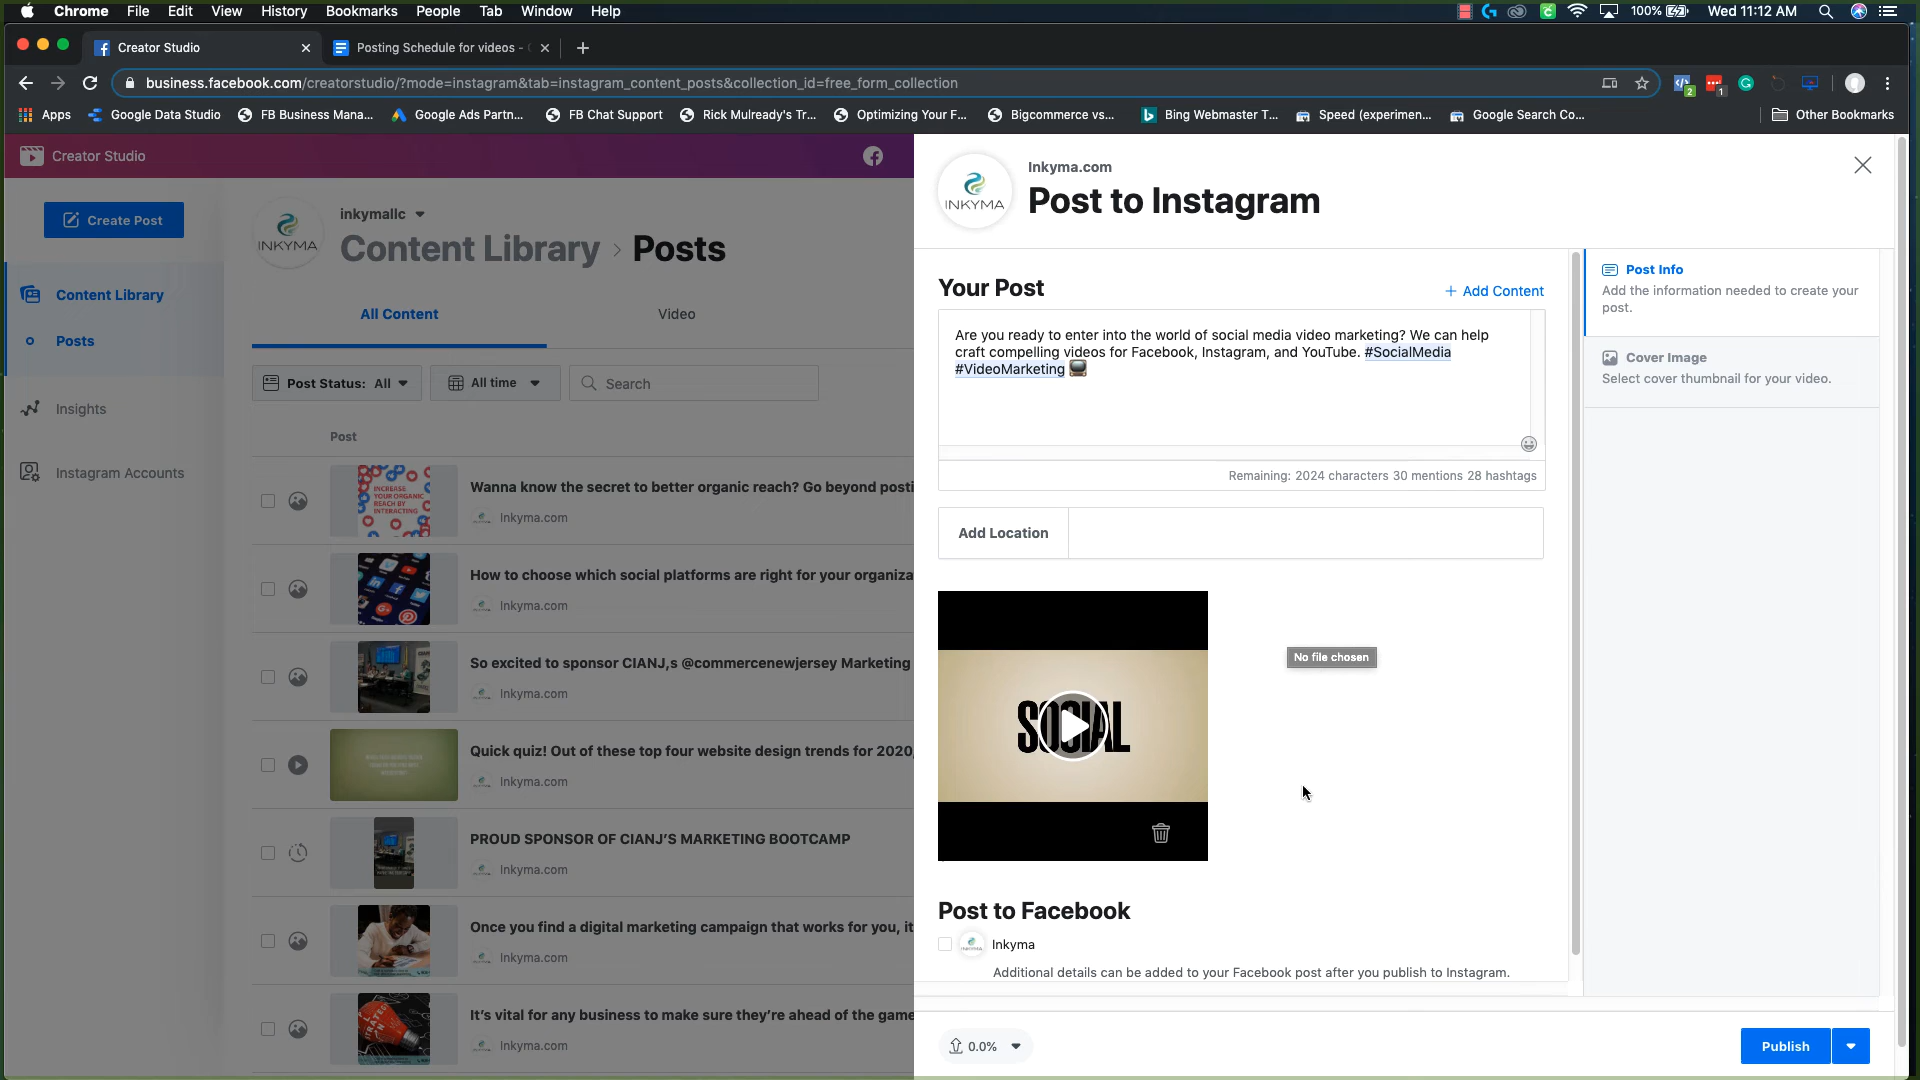 Chrome File Edit View History Bookmarks People Tab Window Help 100% Wed 11:12 AM
Creator Studio Posting Schedule for videos -
business.facebook.com/creatorstudio/?mode=instagram&tab=instagram_content_posts&collection_id=free_form_collection 2 1
Apps Google Data Studio FB Business Mana... Google Ads Partn... FB Chat Support Rick Mulready's Tr... Optimizing Your F... Bigcommerce vs... Bing Webmaster T... Speed (experimen... Google Search Co... Other Bookmarks
Creator Studio
Create Post
Content Library
Posts
Insights
Instagram Accounts
INKYMA
inkymallc
Content Library > Posts
All Content Video
Post Status: All All time Search
Post
INCREASE
YOUR ORGANIC
REACH BY
INTERACTING
Wanna know the secret to better organic reach? Go beyond posti
Inkyma.com
How to choose which social platforms are right for your organiza
Inkyma.com
So excited to sponsor CIANJ,s @commercenewjersey Marketing
Inkyma.com
Quick quiz! Out of these top four website design trends for 2020,
Inkyma.com
PROUD SPONSOR OF CIANJ'S MARKETING BOOTCAMP
Inkyma.com
Once you find a digital marketing campaign that works for you, it
Inkyma.com
It's vital for any business to make sure they're ahead of the game
Inkyma.com
INKYMA
Inkyma.com
Post to Instagram
Your Post
+ Add Content
Are you ready to enter into the world of social media video marketing? We can help
craft compelling videos for Facebook, Instagram, and YouTube. #SocialMedia
#VideoMarketing 📺
Remaining: 2024 characters 30 mentions 28 hashtags
Add Location
No file chosen
SOCIAL
Post to Facebook
Inkyma
Additional details can be added to your Facebook post after you publish to Instagram.
0.0%
Publish
Post Info
Add the information needed to create your
post.
Cover Image
Select cover thumbnail for your video.